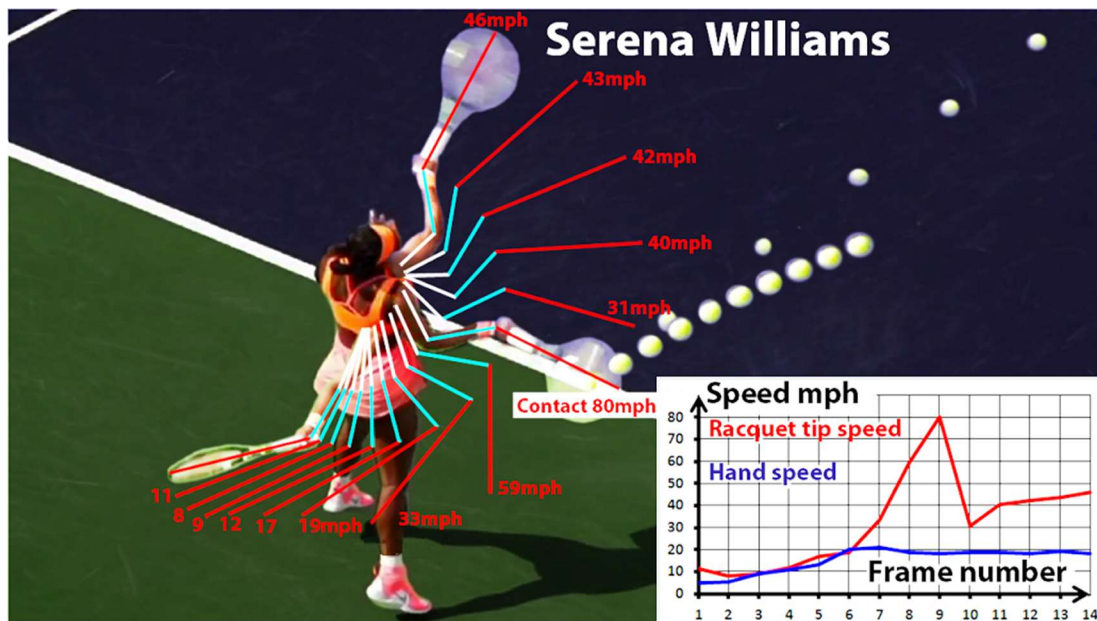 46mph
Serena Williams
43mph
42mph
40mph
31mph
Contact 80mph
59mph
33mph
19mph
17
12
9
8
11
Speed mph
Racquet tip speed
Hand speed
80
70
60
50
40
30
20
10
0
Frame number
1 2 3 4 5 6 7 8 9 10 11 12 13 14